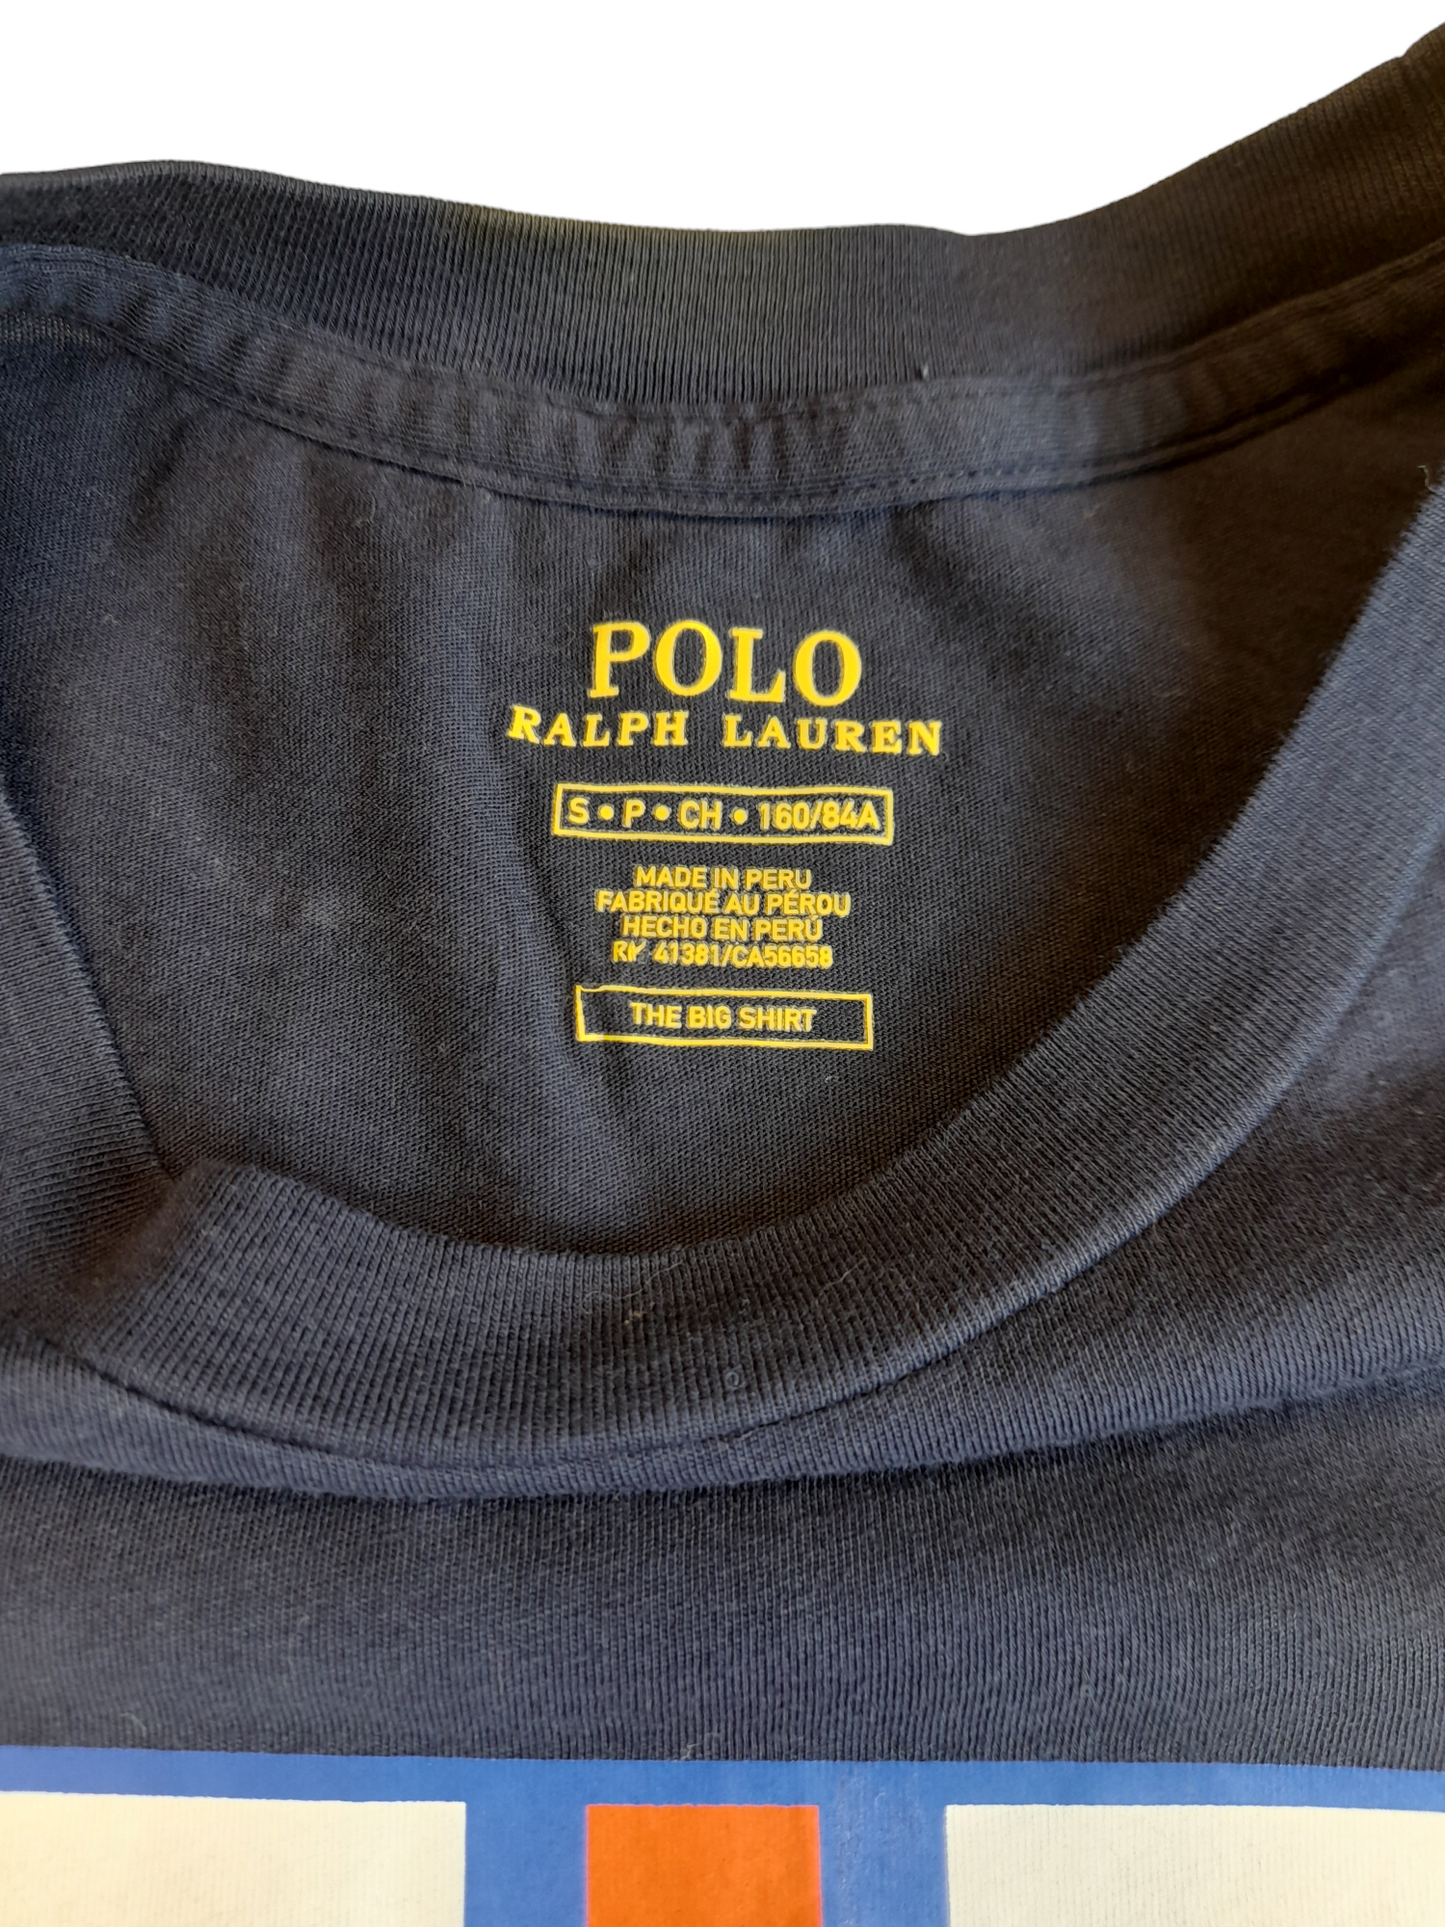 POLO
RALPH LAUREN
S • P • CH • 160/84A
MADE IN PERU
FABRIQUÉ AU PÉROU
HECHO EN PERÚ
RN 41381/CA56658
THE BIG SHIRT